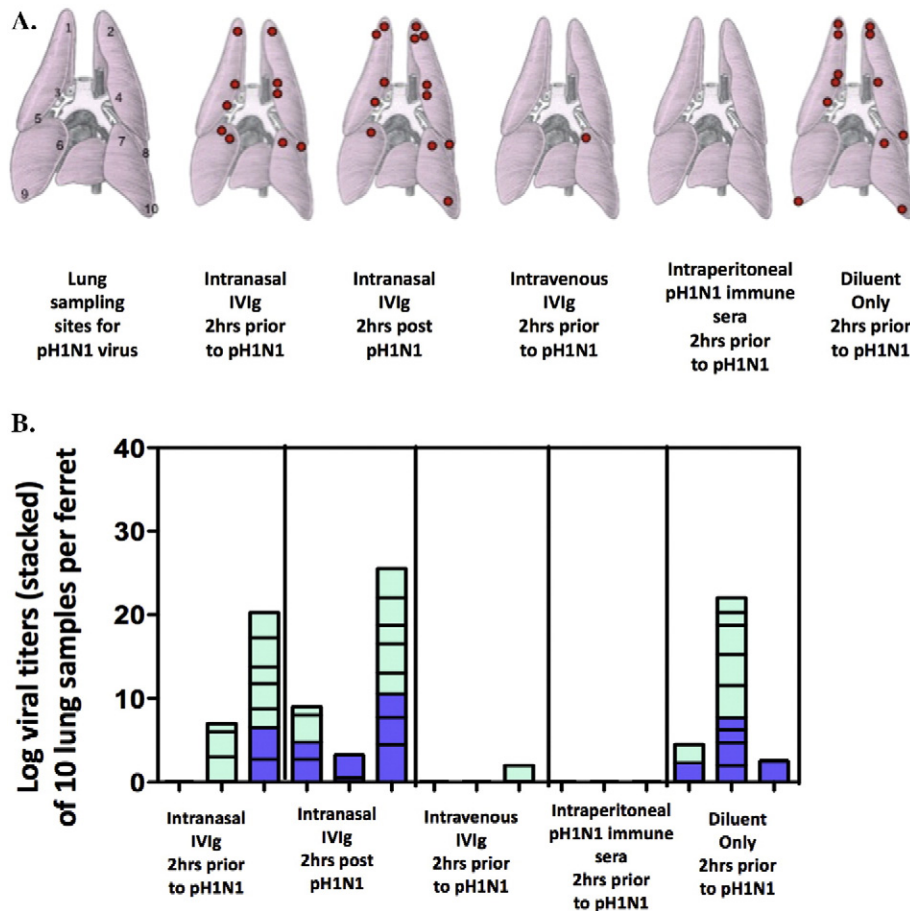 A.
1
2
3
4
5
6
7
8
9
10
Lung
sampling
sites for
pH1N1 virus
Intranasal
IVIg
2hrs prior
to pH1N1
Intranasal
IVIg
2hrs post
pH1N1
Intravenous
IVIg
2hrs prior
to pH1N1
Intraperitoneal
pH1N1 immune
sera
2hrs prior
to pH1N1
Diluent
Only
2hrs prior
to pH1N1
B.
Log viral titers (stacked)
of 10 lung samples per ferret
40
30
20
10
0
Intranasal
IVIg
2hrs prior
to pH1N1
Intranasal
IVIg
2hrs post
pH1N1
Intravenous
IVIg
2hrs prior
to pH1N1
Intraperitoneal
pH1N1 immune
sera
2hrs prior
to pH1N1
Diluent
Only
2hrs prior
to pH1N1